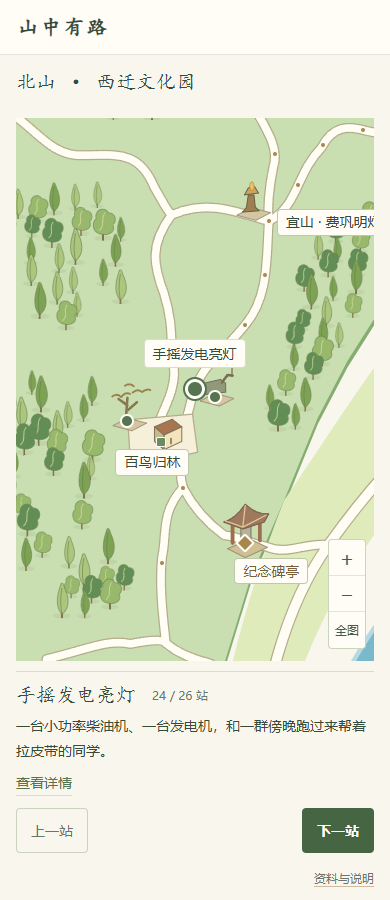 山中有路
北山 • 西迁文化园
宜山 · 费巩明
手摇发电亮灯
百鸟归林
纪念碑亭
+
−
全图
手摇发电亮灯 24 / 26 站
一台小功率柴油机、一台发电机，和一群傍晚跑过来帮着
拉皮带的同学。
查看详情
上一站 下一站
资料与说明